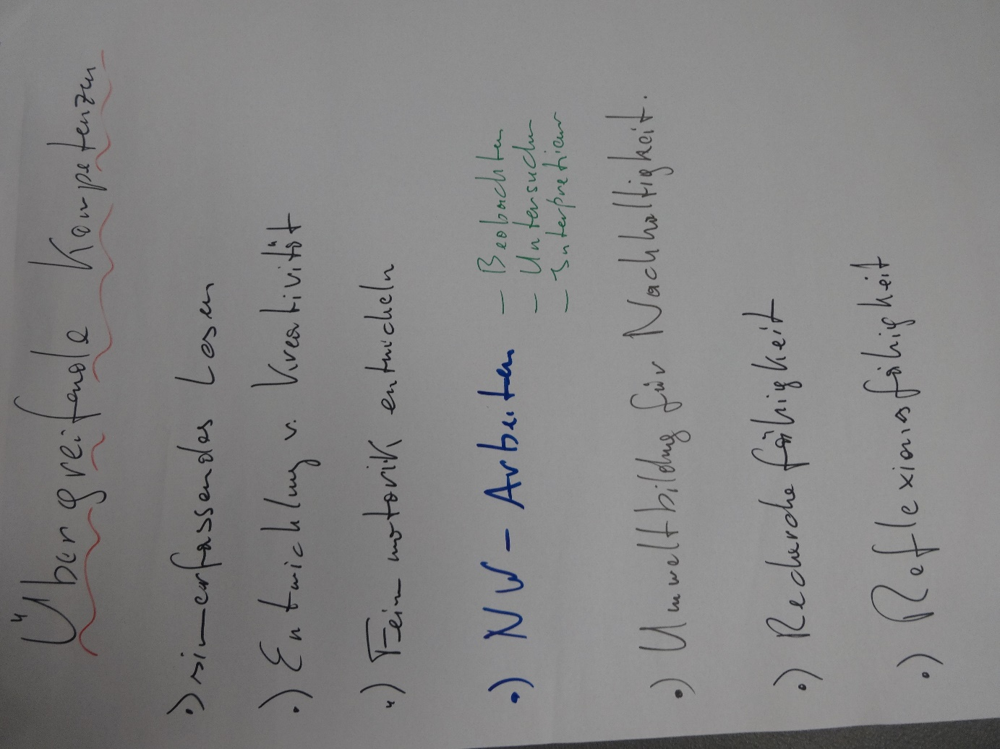 Übergreifende Kompetenzen
•) sinnerfassendes Lesen
•) Entwicklung v. Kreativität
•) Feinmotorik entwickeln
•) NW - Arbeiten
- Beobachten
- Untersuchen
- Interpretieren
•) Umweltbildung für Nachhaltigkeit.
•) Recherchefähigkeit
•) Reflexionsfähigkeit